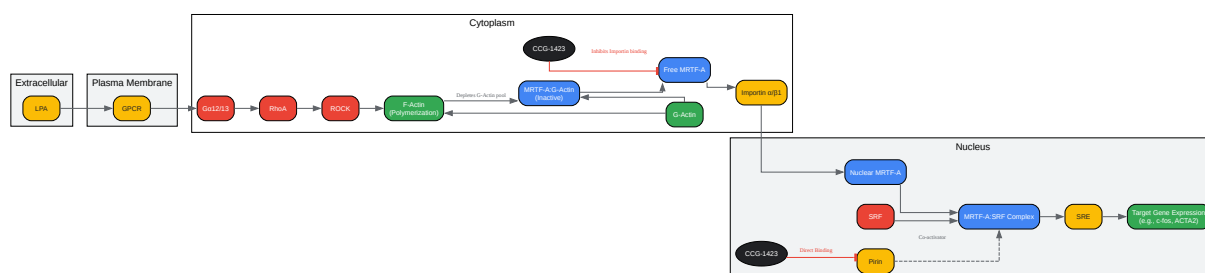 Cytoplasm
CCG-1423
Inhibits Importin binding
Free MRTF-A
Extracellular
Plasma Membrane
LPA
GPCR
Gα12/13
RhoA
ROCK
F-Actin
(Polymerization)
Depletes G-Actin pool
MRTF-A:G-Actin
(Inactive)
Importin α/β1
G-Actin
Nucleus
Nuclear MRTF-A
SRF
MRTF-A:SRF Complex
SRE
Target Gene Expression
(e.g., c-fos, ACTA2)
Co-activator
CCG-1423
Direct Binding
Pirin